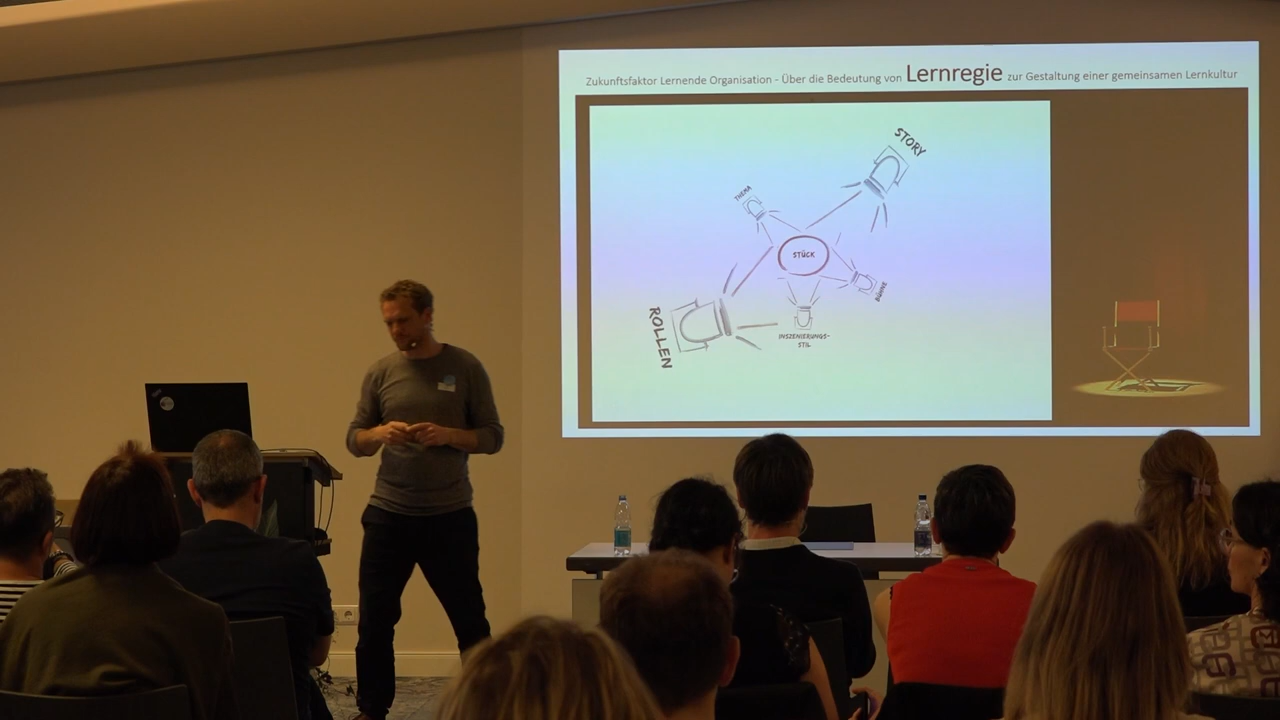 Zukunftsfaktor Lernende Organisation - Über die Bedeutung von Lernregie zur Gestaltung einer gemeinsamen Lernkultur
STORY
THEMA
STÜCK
BÜHNE
ROLLEN
INSZENIERUNGS-
STIL